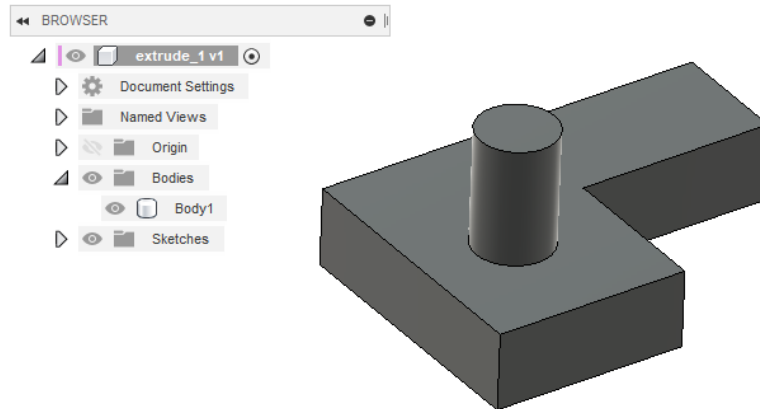 BROWSER
extrude_1 v1
Document Settings
Named Views
Origin
Bodies
Body1
Sketches